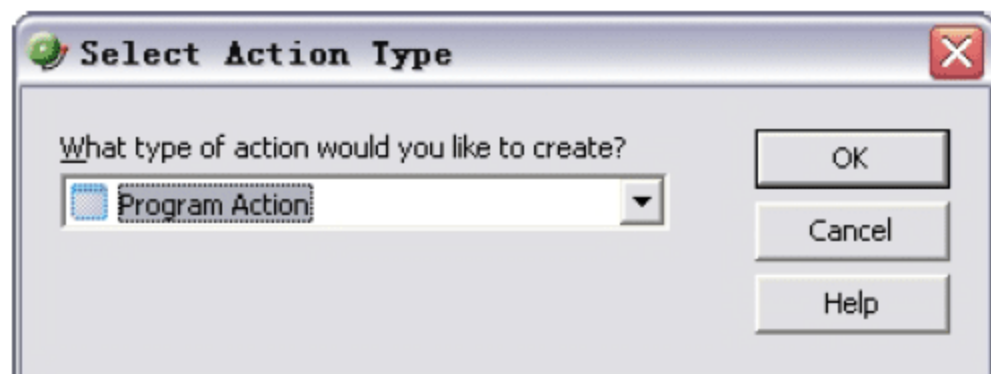 Select Action Type
What type of action would you like to create?
Program Action
OK
Cancel
Help